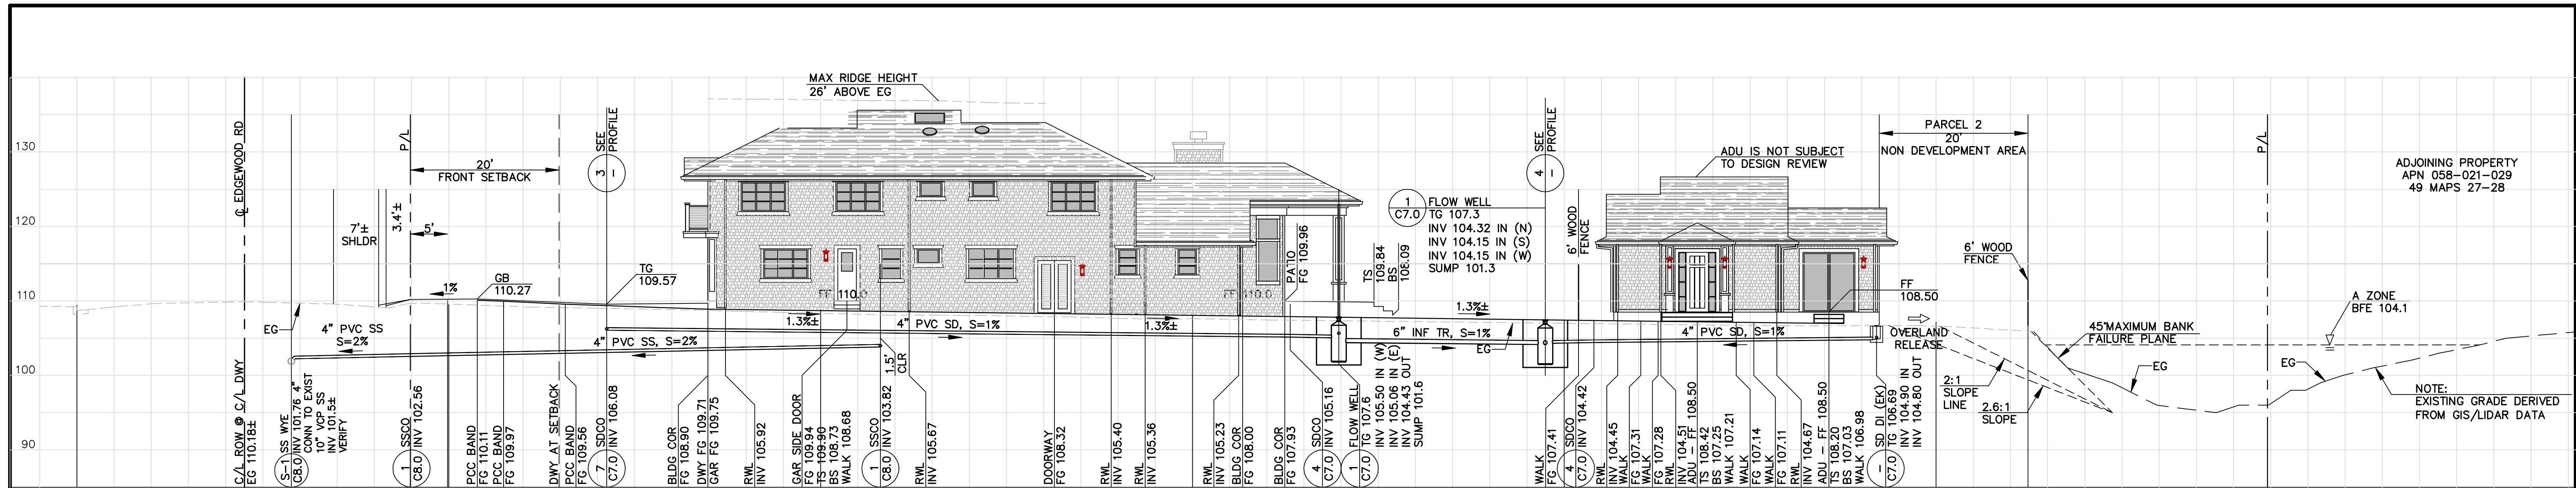 MAX RIDGE HEIGHT
26' ABOVE EG
130
120
110
100
90
℄ EDGEWOOD RD
P/L
20'
FRONT SETBACK
3
-
SEE
PROFILE
7'±
SHLDR
3.4'±
5'
1%
GB
110.27
TG
109.57
EG
4" PVC SS
S=2%
4" PVC SS, S=2%
FF 110.0
1.3%±
4" PVC SD, S=1%
1.3%±
FF 110.0
PATIO
FG 109.96
TS
109.84
BS
108.09
1
C7.0
FLOW WELL
TG 107.3
INV 104.32 IN (N)
INV 104.15 IN (S)
INV 104.15 IN (W)
SUMP 101.3
4
-
SEE
PROFILE
6' WOOD
FENCE
1.3%±
6" INF TR, S=1%
EG
ADU IS NOT SUBJECT
TO DESIGN REVIEW
FF
108.50
4" PVC SD, S=1%
OVERLAND
RELEASE
PARCEL 2
20'
NON DEVELOPMENT AREA
6' WOOD
FENCE
P/L
ADJOINING PROPERTY
APN 058-021-029
49 MAPS 27-28
A ZONE
BFE 104.1
45°MAXIMUM BANK
FAILURE PLANE
EG
EG
2:1
SLOPE
LINE
2.6:1
SLOPE
NOTE:
EXISTING GRADE DERIVED
FROM GIS/LIDAR DATA
C/L ROW @ C/L DWY
EG 110.18±
S-1
C8.0
SS WYE
INV 101.76 4"
CONN TO EXIST
10" VCP SS
INV 101.5±
VERIFY
1
C8.0
SSCO
INV 102.56
PCC BAND
FG 110.11
PCC BAND
FG 109.97
DWY AT SETBACK
PCC BAND
FG 109.56
7
C7.0
SDCO
INV 106.08
BLDG COR
FG 108.90
DWY FG 109.71
GAR FG 109.75
RWL
INV 105.92
GAR SIDE DOOR
FG 109.94
TS 109.90
BS 108.73
WALK 108.68
1
C8.0
SSCO
INV 103.82
1.5'
CLR
RWL
INV 105.67
DOORWAY
FG 108.32
RWL
INV 105.40
RWL
INV 105.36
RWL
INV 105.23
BLDG COR
FG 108.00
BLDG COR
FG 107.93
4
C7.0
SDCO
INV 105.16
1
C7.0
FLOW WELL
TG 107.6
INV 105.50 IN (W)
INV 105.06 IN (E)
INV 104.43 OUT
SUMP 101.6
WALK
FG 107.41
4
C7.0
SDCO
INV 104.42
RWL
INV 104.45
WALK
FG 107.31
WALK
FG 107.28
RWL
INV 104.51
ADU - FF 108.50
TS 108.42
BS 107.25
WALK 107.21
WALK
FG 107.14
WALK
FG 107.11
RWL
INV 104.67
ADU - FF 108.50
TS 108.20
BS 107.03
WALK 106.98
-
C7.0
SD DI (EK)
TG 106.69
INV 104.90 IN
INV 104.80 OUT